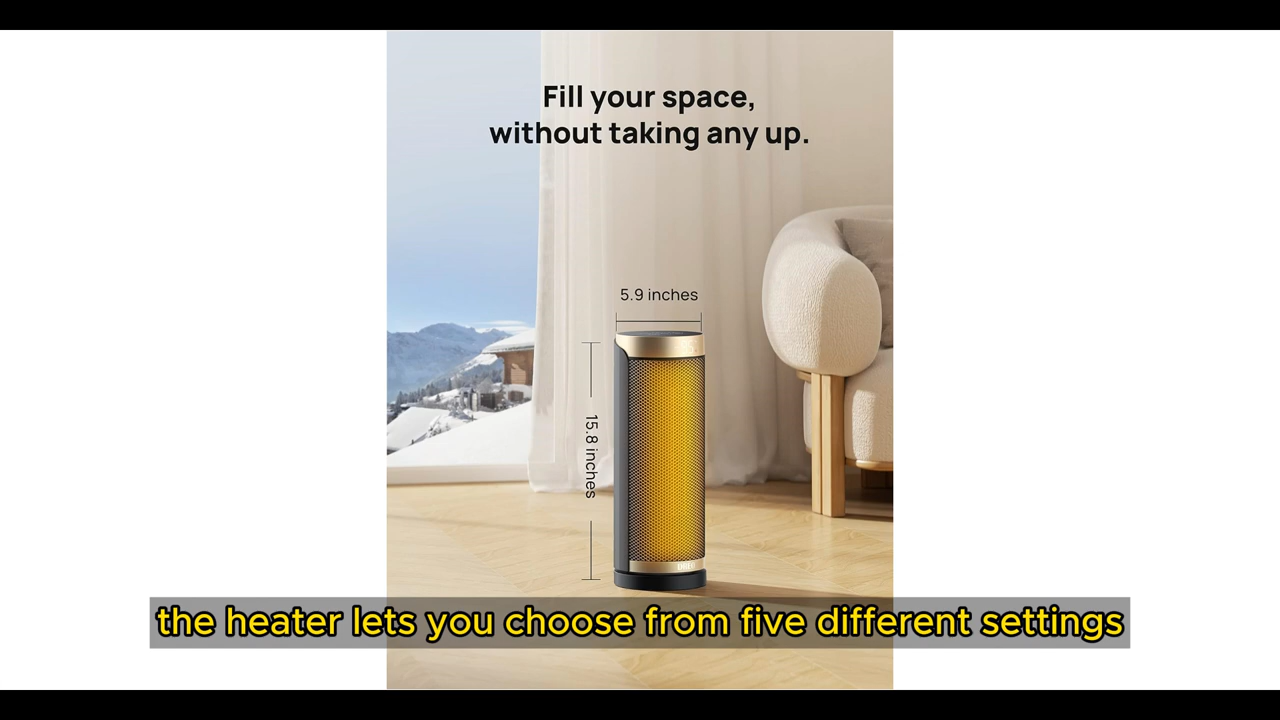 Fill your space,
without taking any up.
5.9 inches
15.8 inches
the heater lets you choose from five different settings